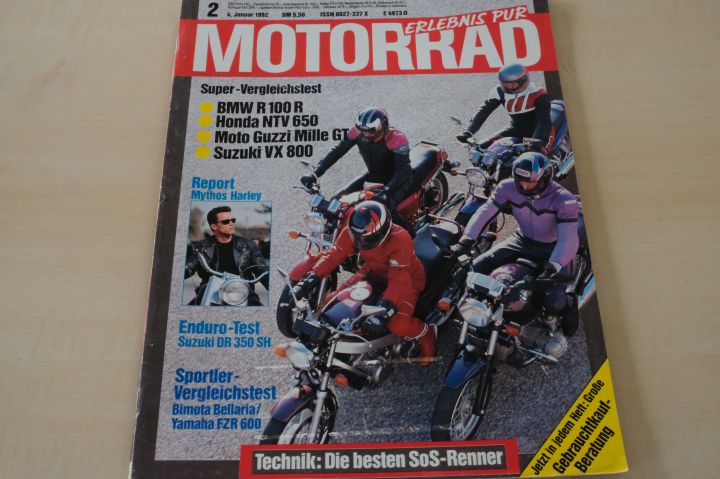 2
4. Januar 1992 DM 5,50 ISSN 0027-237 X E 4873 D
ERLEBNIS PUR
MOTORRAD
Super-Vergleichstest
BMW R 100 R
Honda NTV 650
Moto Guzzi Mille GT
Suzuki VX 800
Report
Mythos Harley
Enduro-Test
Suzuki DR 350 SH
Sportler-
Vergleichstest
Bimota Bellaria/
Yamaha FZR 600
Technik: Die besten SoS-Renner
Jetzt in jedem Heft: Große
Gebrauchtkauf-
Beratung